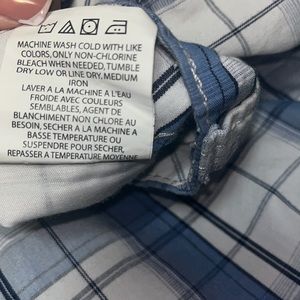 MACHINE WASH COLD WITH LIKE
COLORS, ONLY NON-CHLORINE
BLEACH WHEN NEEDED, TUMBLE
DRY LOW OR LINE DRY, MEDIUM
IRON
LAVER A LA MACHINE A L'EAU
FROIDE AVEC COULEURS
SEMBLABLES, AGENT DE
BLANCHIMENT NON CHLORE AU
BESOIN, SECHER A LA MACHINE A
BASSE TEMPERATURE OU
SUSPENDRE POUR SECHER,
REPASSER A TEMPERATURE MOYENNE